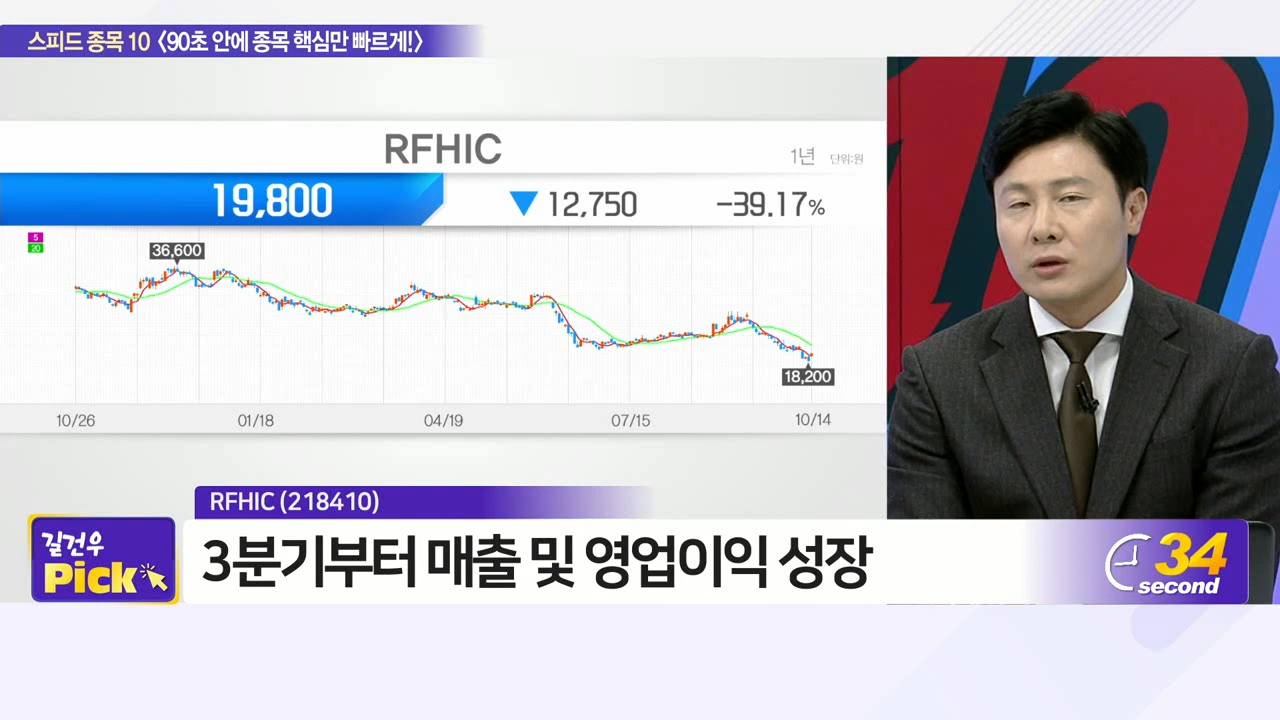 스피드 종목 10 〈90초 안에 종목 핵심만 빠르게!〉
RFHIC
1년 단위:원
19,800 ▼ 12,750 -39.17%
5
20
36,600
18,200
10/26 01/18 04/19 07/15 10/14
RFHIC (218410)
길건우
Pick
3분기부터 매출 및 영업이익 성장
34
second